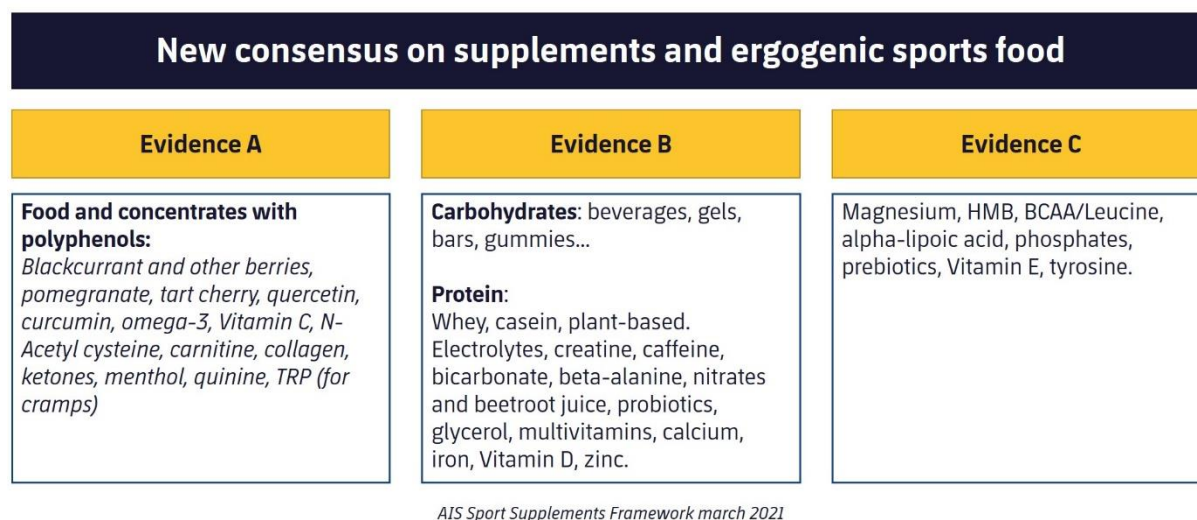 New consensus on supplements and ergogenic sports food
Evidence A
Food and concentrates with
polyphenols:
Blackcurrant and other berries,
pomegranate, tart cherry, quercetin,
curcumin, omega-3, Vitamin C, N-
Acetyl cysteine, carnitine, collagen,
ketones, menthol, quinine, TRP (for
cramps)
Evidence B
Carbohydrates: beverages, gels,
bars, gummies...
Protein:
Whey, casein, plant-based.
Electrolytes, creatine, caffeine,
bicarbonate, beta-alanine, nitrates
and beetroot juice, probiotics,
glycerol, multivitamins, calcium,
iron, Vitamin D, zinc.
Evidence C
Magnesium, HMB, BCAA/Leucine,
alpha-lipoic acid, phosphates,
prebiotics, Vitamin E, tyrosine.
AIS Sport Supplements Framework march 2021